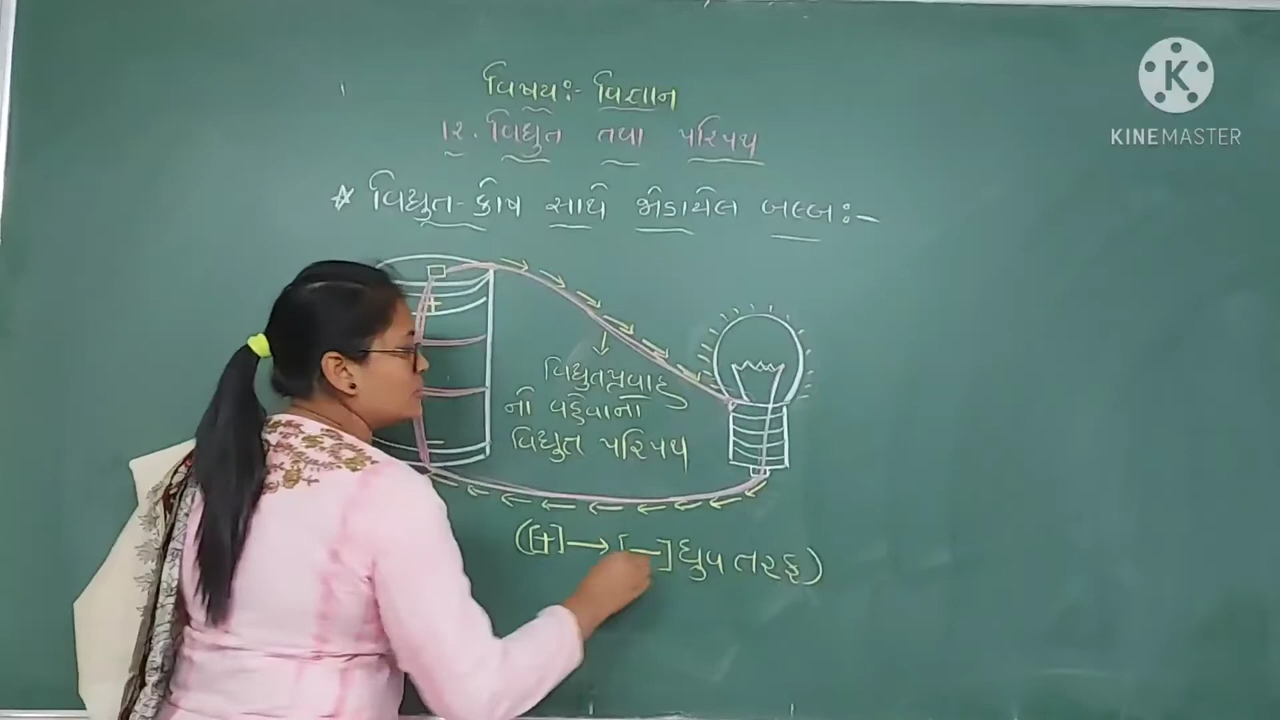 વિષય:- વિજ્ઞાન
૧૨. વિદ્યુત તથા પરિપથ
☆ વિદ્યુત-કોષ સાથે જોડાયેલ બલ્બ:-
+
વિદ્યુતપ્રવાહ
નો વહેવાનો
વિદ્યુત પરિપથ
−
([+]→[−] ધ્રુવ તરફ)
K
KINEMASTER